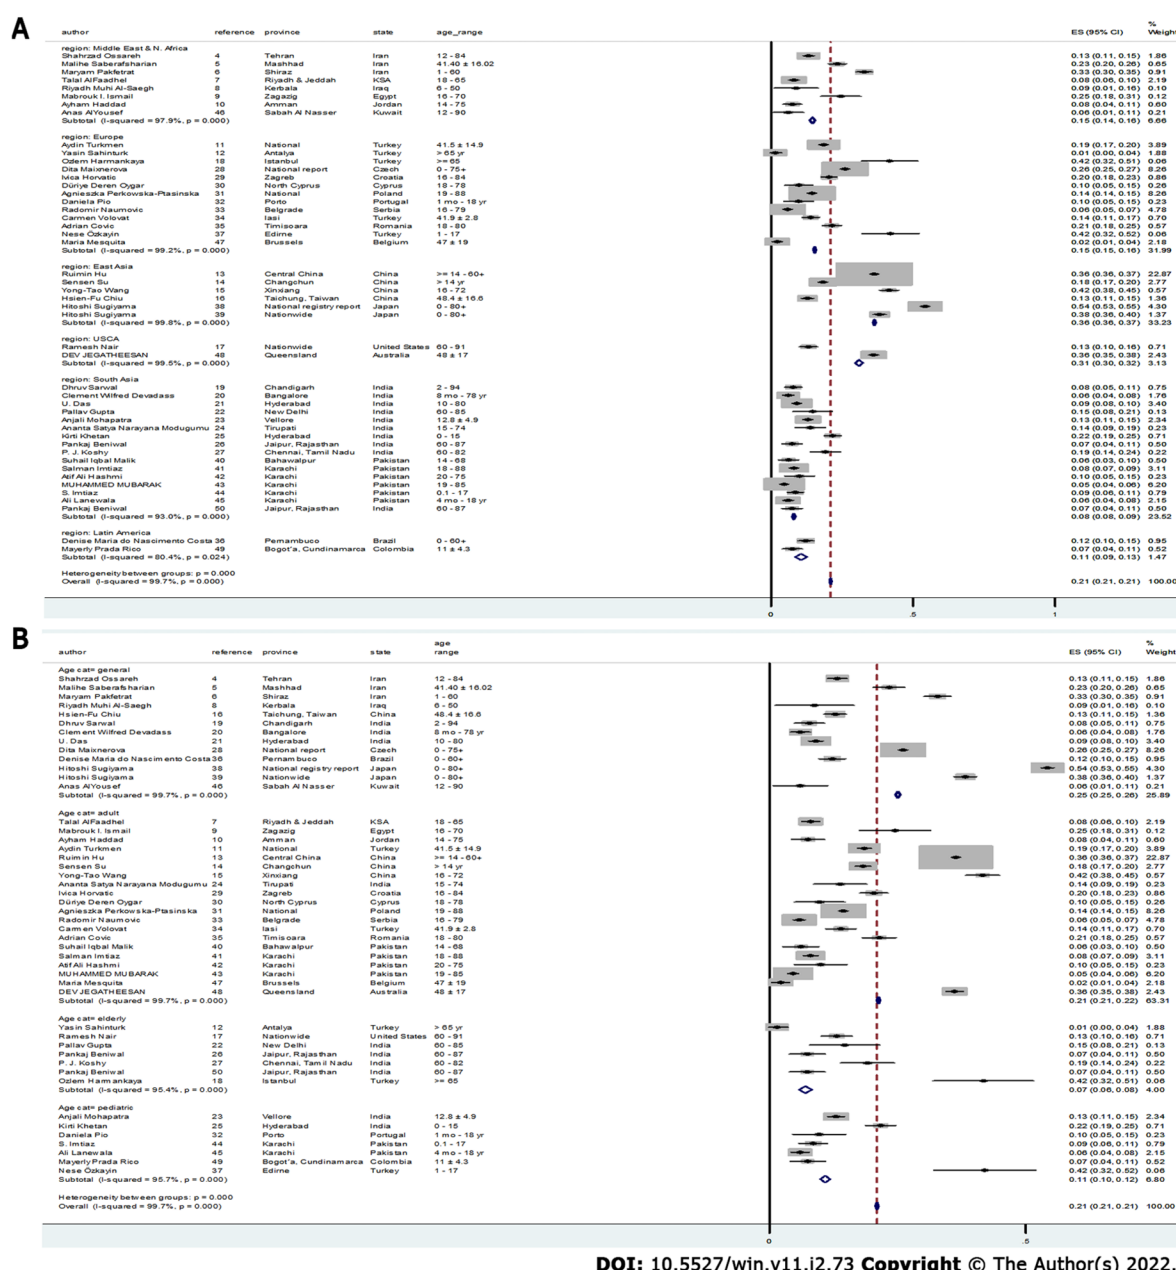 A
author reference province state age_range ES (95% CI) % Weight
region: Middle East & N. Africa
Shahrzad Ossareh 4 Tehran Iran 12 - 84 0.13 (0.11, 0.15) 1.86
Malihe Saberafsharian 5 Mashhad Iran 41.40 ± 16.02 0.23 (0.20, 0.26) 0.65
Maryam Pakfetrat 6 Shiraz Iran 1 - 60 0.33 (0.30, 0.35) 0.91
Talal AlFaadhel 7 Riyadh & Jeddah KSA 18 - 65 0.08 (0.06, 0.10) 2.19
Riyadh Muhi Al-Saegh 8 Kerbala Iraq 6 - 50 0.09 (0.01, 0.16) 0.10
Mabrouk I. Ismail 9 Zagazig Egypt 16 - 70 0.25 (0.18, 0.31) 0.12
Ayham Haddad 10 Amman Jordan 14 - 75 0.08 (0.04, 0.11) 0.60
Anas AlYousef 46 Sabah Al Nasser Kuwait 12 - 90 0.06 (0.01, 0.11) 0.21
Subtotal (I-squared = 97.9%, p = 0.000) 0.15 (0.14, 0.16) 6.66
region: Europe
Aydin Turkmen 11 National Turkey 41.5 ± 14.9 0.19 (0.17, 0.20) 3.89
Yasin Sahinturk 12 Antalya Turkey > 65 yr 0.01 (0.00, 0.04) 1.88
Ozlem Harmankaya 18 Istanbul Turkey >= 65 0.42 (0.32, 0.51) 0.06
Dita Maixnerova 28 National report Czech 0 - 75+ 0.26 (0.25, 0.27) 8.26
Ivica Horvatic 29 Zagreb Croatia 16 - 84 0.20 (0.18, 0.23) 0.86
Düriye Deren Oygar 30 North Cyprus Cyprus 18 - 78 0.10 (0.05, 0.15) 0.26
Agnieszka Perkowska-Ptasinska 31 National Poland 19 - 88 0.14 (0.14, 0.15) 8.26
Daniela Pio 32 Porto Portugal 1 mo - 18 yr 0.10 (0.05, 0.15) 0.23
Radomir Naumovic 33 Belgrade Serbia 16 - 79 0.06 (0.05, 0.07) 4.78
Carmen Volovat 34 Iasi Turkey 41.9 ± 2.8 0.14 (0.11, 0.17) 0.70
Adrian Covic 35 Timisoara Romania 18 - 80 0.21 (0.18, 0.25) 0.57
Nese Özkayin 37 Edirne Turkey 1 - 17 0.42 (0.32, 0.52) 0.06
Maria Mesquita 47 Brussels Belgium 47 ± 19 0.02 (0.01, 0.04) 2.18
Subtotal (I-squared = 99.2%, p = 0.000) 0.15 (0.15, 0.16) 31.99
region: East Asia
Ruimin Hu 13 Central China China >= 14 - 60+ 0.36 (0.36, 0.37) 22.87
Sensen Su 14 Changchun China > 14 yr 0.18 (0.17, 0.20) 2.77
Yong-Tao Wang 15 Xinxiang China 16 - 72 0.42 (0.38, 0.45) 0.57
Hsien-Fu Chiu 16 Taichung, Taiwan China 48.4 ± 16.6 0.13 (0.11, 0.15) 1.36
Hitoshi Sugiyama 38 National registry report Japan 0 - 80+ 0.54 (0.53, 0.55) 4.30
Hitoshi Sugiyama 39 Nationwide Japan 0 - 80+ 0.38 (0.36, 0.40) 1.37
Subtotal (I-squared = 99.8%, p = 0.000) 0.36 (0.36, 0.37) 33.23
region: USCA
Ramesh Nair 17 Nationwide United States 60 - 91 0.13 (0.10, 0.16) 0.71
DEV JEGATHEESAN 48 Queensland Australia 48 ± 17 0.36 (0.35, 0.38) 2.43
Subtotal (I-squared = 99.5%, p = 0.000) 0.31 (0.30, 0.32) 3.13
region: South Asia
Dhruv Sarwal 19 Chandigarh India 2 - 94 0.08 (0.05, 0.11) 0.75
Clement Wilfred Devadass 20 Bangalore India 8 mo - 78 yr 0.06 (0.04, 0.08) 1.76
U. Das 21 Hyderabad India 10 - 80 0.09 (0.08, 0.10) 3.40
Pallav Gupta 22 New Delhi India 60 - 85 0.15 (0.08, 0.21) 0.13
Anjali Mohapatra 23 Vellore India 12.8 ± 4.9 0.13 (0.11, 0.15) 2.34
Ananta Satya Narayana Modugumu 24 Tirupati India 15 - 74 0.14 (0.09, 0.19) 0.23
Kirti Khetan 25 Hyderabad India 0 - 15 0.22 (0.19, 0.25) 0.71
Pankaj Beniwal 26 Jaipur, Rajasthan India 60 - 87 0.07 (0.04, 0.11) 0.50
P. J. Koshy 27 Chennai, Tamil Nadu India 60 - 82 0.19 (0.14, 0.24) 0.22
Suhail Iqbal Malik 40 Bahawalpur Pakistan 14 - 68 0.06 (0.03, 0.10) 0.50
Salman Imtiaz 41 Karachi Pakistan 18 - 88 0.08 (0.07, 0.09) 3.11
Atif Ali Hashmi 42 Karachi Pakistan 20 - 75 0.10 (0.05, 0.15) 0.23
MUHAMMED MUBARAK 43 Karachi Pakistan 19 - 85 0.05 (0.04, 0.06) 6.20
S. Imtiaz 44 Karachi Pakistan 0.1 - 17 0.09 (0.06, 0.11) 0.79
Ali Lanewala 45 Karachi Pakistan 4 mo - 18 yr 0.06 (0.04, 0.08) 2.15
Pankaj Beniwal 50 Jaipur, Rajasthan India 60 - 87 0.07 (0.04, 0.11) 0.50
Subtotal (I-squared = 93.0%, p = 0.000) 0.08 (0.08, 0.09) 23.52
region: Latin America
Denise Maria do Nascimento Costa 36 Pernambuco Brazil 0 - 60+ 0.12 (0.10, 0.15) 0.95
Mayerly Prada Rico 49 Bogot'a, Cundinamarca Colombia 11 ± 4.3 0.07 (0.04, 0.11) 0.52
Subtotal (I-squared = 80.4%, p = 0.024) 0.11 (0.09, 0.13) 1.47
Heterogeneity between groups: p = 0.000
Overall (I-squared = 99.7%, p = 0.000) 0.21 (0.21, 0.21) 100.00
0 .5 1
B
author reference province state age range ES (95% CI) % Weight
Age cat= general
Shahrzad Ossareh 4 Tehran Iran 12 - 84 0.13 (0.11, 0.15) 1.86
Malihe Saberafsharian 5 Mashhad Iran 41.40 ± 16.02 0.23 (0.20, 0.26) 0.65
Maryam Pakfetrat 6 Shiraz Iran 1 - 60 0.33 (0.30, 0.35) 0.91
Riyadh Muhi Al-Saegh 8 Kerbala Iraq 6 - 50 0.09 (0.01, 0.16) 0.10
Hsien-Fu Chiu 16 Taichung, Taiwan China 48.4 ± 16.6 0.13 (0.11, 0.15) 1.36
Dhruv Sarwal 19 Chandigarh India 2 - 94 0.08 (0.05, 0.11) 0.75
Clement Wilfred Devadass 20 Bangalore India 8 mo - 78 yr 0.06 (0.04, 0.08) 1.76
U. Das 21 Hyderabad India 10 - 80 0.09 (0.08, 0.10) 3.40
Dita Maixnerova 28 National report Czech 0 - 75+ 0.26 (0.25, 0.27) 8.26
Denise Maria do Nascimento Costa 36 Pernambuco Brazil 0 - 60+ 0.12 (0.10, 0.15) 0.95
Hitoshi Sugiyama 38 National registry report Japan 0 - 80+ 0.54 (0.53, 0.55) 4.30
Hitoshi Sugiyama 39 Nationwide Japan 0 - 80+ 0.38 (0.36, 0.40) 1.37
Anas AlYousef 46 Sabah Al Nasser Kuwait 12 - 90 0.06 (0.01, 0.11) 0.21
Subtotal (I-squared = 99.7%, p = 0.000) 0.25 (0.25, 0.26) 25.89
Age cat= adult
Talal AlFaadhel 7 Riyadh & Jeddah KSA 18 - 65 0.08 (0.06, 0.10) 2.19
Mabrouk I. Ismail 9 Zagazig Egypt 16 - 70 0.25 (0.18, 0.31) 0.12
Ayham Haddad 10 Amman Jordan 14 - 75 0.08 (0.04, 0.11) 0.60
Aydin Turkmen 11 National Turkey 41.5 ± 14.9 0.19 (0.17, 0.20) 3.89
Ruimin Hu 13 Central China China >= 14 - 60+ 0.36 (0.36, 0.37) 22.87
Sensen Su 14 Changchun China > 14 yr 0.18 (0.17, 0.20) 2.77
Yong-Tao Wang 15 Xinxiang China 16 - 72 0.42 (0.38, 0.45) 0.57
Ananta Satya Narayana Modugumu 24 Tirupati India 15 - 74 0.14 (0.09, 0.19) 0.23
Ivica Horvatic 29 Zagreb Croatia 16 - 84 0.20 (0.18, 0.23) 0.86
Düriye Deren Oygar 30 North Cyprus Cyprus 18 - 78 0.10 (0.05, 0.15) 0.26
Agnieszka Perkowska-Ptasinska 31 National Poland 19 - 88 0.14 (0.14, 0.15) 8.26
Radomir Naumovic 33 Belgrade Serbia 16 - 79 0.06 (0.05, 0.07) 4.78
Carmen Volovat 34 Iasi Turkey 41.9 ± 2.8 0.14 (0.11, 0.17) 0.70
Adrian Covic 35 Timisoara Romania 18 - 80 0.21 (0.18, 0.25) 0.57
Suhail Iqbal Malik 40 Bahawalpur Pakistan 14 - 68 0.06 (0.03, 0.10) 0.50
Salman Imtiaz 41 Karachi Pakistan 18 - 88 0.08 (0.07, 0.09) 3.11
Atif Ali Hashmi 42 Karachi Pakistan 20 - 75 0.10 (0.05, 0.15) 0.23
MUHAMMED MUBARAK 43 Karachi Pakistan 19 - 85 0.05 (0.04, 0.06) 6.20
Maria Mesquita 47 Brussels Belgium 47 ± 19 0.02 (0.01, 0.04) 2.18
DEV JEGATHEESAN 48 Queensland Australia 48 ± 17 0.36 (0.35, 0.38) 2.43
Subtotal (I-squared = 99.7%, p = 0.000) 0.21 (0.21, 0.22) 63.31
Age cat= elderly
Yasin Sahinturk 12 Antalya Turkey > 65 yr 0.01 (0.00, 0.04) 1.88
Ramesh Nair 17 Nationwide United States 60 - 91 0.13 (0.10, 0.16) 0.71
Pallav Gupta 22 New Delhi India 60 - 85 0.15 (0.08, 0.21) 0.13
Pankaj Beniwal 26 Jaipur, Rajasthan India 60 - 87 0.07 (0.04, 0.11) 0.50
P. J. Koshy 27 Chennai, Tamil Nadu India 60 - 82 0.19 (0.14, 0.24) 0.22
Pankaj Beniwal 50 Jaipur, Rajasthan India 60 - 87 0.07 (0.04, 0.11) 0.50
Ozlem Harmankaya 18 Istanbul Turkey >= 65 0.42 (0.32, 0.51) 0.06
Subtotal (I-squared = 95.4%, p = 0.000) 0.07 (0.06, 0.08) 4.00
Age cat= pediatric
Anjali Mohapatra 23 Vellore India 12.8 ± 4.9 0.13 (0.11, 0.15) 2.34
Kirti Khetan 25 Hyderabad India 0 - 15 0.22 (0.19, 0.25) 0.71
Daniela Pio 32 Porto Portugal 1 mo - 18 yr 0.10 (0.05, 0.15) 0.23
S. Imtiaz 44 Karachi Pakistan 0.1 - 17 0.09 (0.06, 0.11) 0.79
Ali Lanewala 45 Karachi Pakistan 4 mo - 18 yr 0.06 (0.04, 0.08) 2.15
Mayerly Prada Rico 49 Bogot'a, Cundinamarca Colombia 11 ± 4.3 0.07 (0.04, 0.11) 0.52
Nese Özkayin 37 Edirne Turkey 1 - 17 0.42 (0.32, 0.52) 0.06
Subtotal (I-squared = 95.7%, p = 0.000) 0.11 (0.10, 0.12) 6.80
Heterogeneity between groups: p = 0.000
Overall (I-squared = 99.7%, p = 0.000) 0.21 (0.21, 0.21) 100.00
0 .5
DOI: 10.5527/wjn.v11.i2.73 Copyright © The Author(s) 2022.